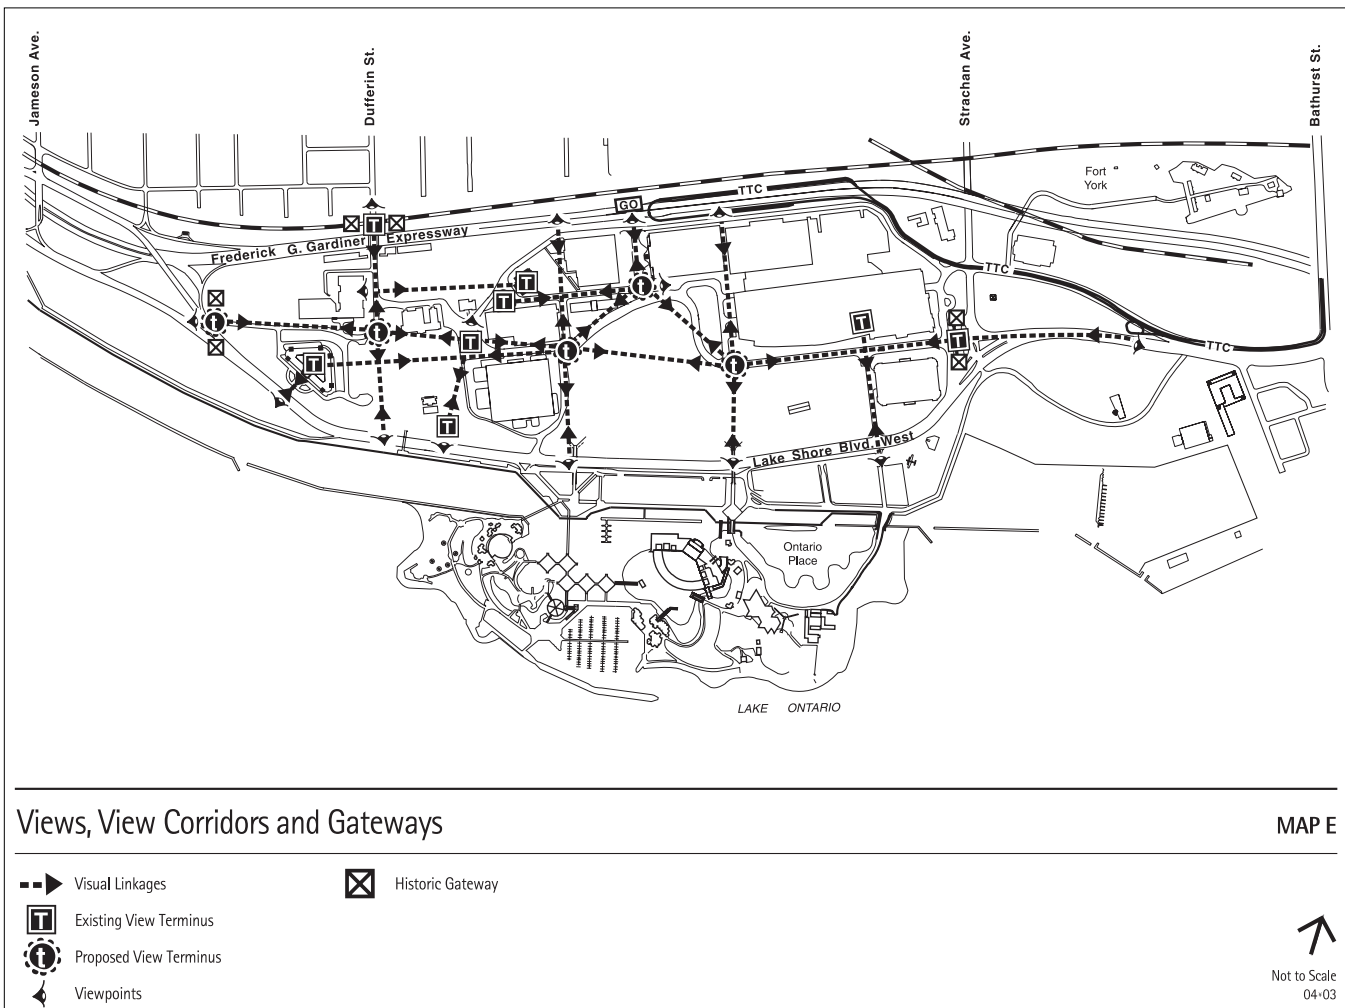 Jameson Ave.
Dufferin St.
Strachan Ave.
Bathurst St.
Fort
York
GO
TTC
T
Frederick G. Gardiner Expressway
TTC
T
T
t
t
t
T
T
t
T
t
T
TTC
T
Lake Shore Blvd. West
Ontario
Place
LAKE ONTARIO
Views, View Corridors and Gateways
MAP E
Visual Linkages
Historic Gateway
T Existing View Terminus
t Proposed View Terminus
Viewpoints
Not to Scale
04•03